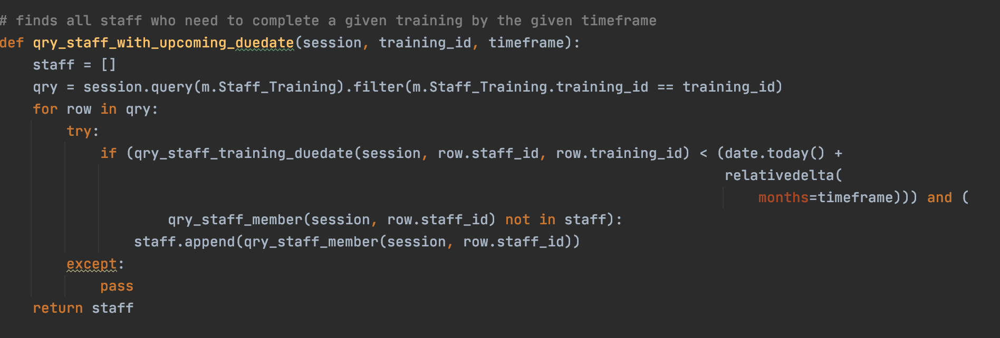 # finds all staff who need to complete a given training by the given timeframe
def qry_staff_with_upcoming_duedate(session, training_id, timeframe):
    staff = []
    qry = session.query(m.Staff_Training).filter(m.Staff_Training.training_id == training_id)
    for row in qry:
        try:
            if (qry_staff_training_duedate(session, row.staff_id, row.training_id) < (date.today() +
                                                                                      relativedelta(
                                                                                          months=timeframe))) and (
                    qry_staff_member(session, row.staff_id) not in staff):
                staff.append(qry_staff_member(session, row.staff_id))
        except:
            pass
    return staff